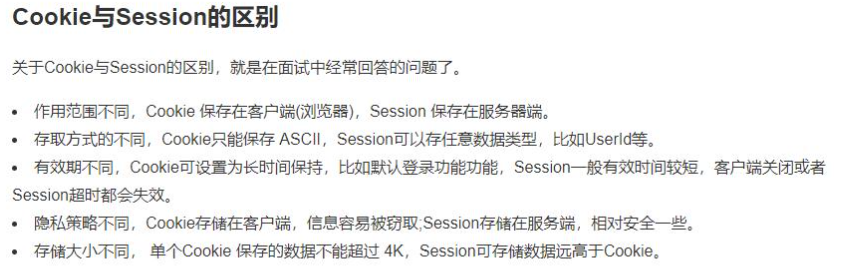 Cookie与Session的区别
关于Cookie与Session的区别，就是在面试中经常回答的问题了。
• 作用范围不同，Cookie 保存在客户端(浏览器)，Session 保存在服务器端。
• 存取方式的不同，Cookie只能保存 ASCII，Session可以存任意数据类型，比如UserId等。
• 有效期不同，Cookie可设置为长时间保持，比如默认登录功能功能，Session一般有效时间较短，客户端关闭或者
Session超时都会失效。
• 隐私策略不同，Cookie存储在客户端，信息容易被窃取;Session存储在服务端，相对安全一些。
• 存储大小不同， 单个Cookie 保存的数据不能超过 4K，Session可存储数据远高于Cookie。